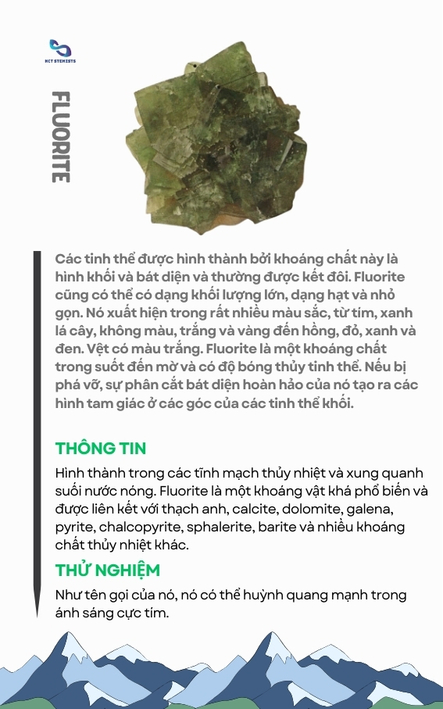 NCT STEMSETS
FLUORITE
Các tinh thể được hình thành bởi khoáng chất này là
hình khối và bát diện và thường được kết đôi. Fluorite
cũng có thể có dạng khối lượng lớn, dạng hạt và nhỏ
gọn. Nó xuất hiện trong rất nhiều màu sắc, từ tím, xanh
lá cây, không màu, trắng và vàng đến hồng, đỏ, xanh và
đen. Vệt có màu trắng. Fluorite là một khoáng chất
trong suốt đến mờ và có độ bóng thủy tinh thể. Nếu bị
phá vỡ, sự phân cắt bát diện hoàn hảo của nó tạo ra các
hình tam giác ở các góc của các tinh thể khối.
THÔNG TIN
Hình thành trong các tĩnh mạch thủy nhiệt và xung quanh
suối nước nóng. Fluorite là một khoáng vật khá phổ biến và
được liên kết với thạch anh, calcite, dolomite, galena,
pyrite, chalcopyrite, sphalerite, barite và nhiều khoáng
chất thủy nhiệt khác.
THỬ NGHIỆM
Như tên gọi của nó, nó có thể huỳnh quang mạnh trong
ánh sáng cực tím.